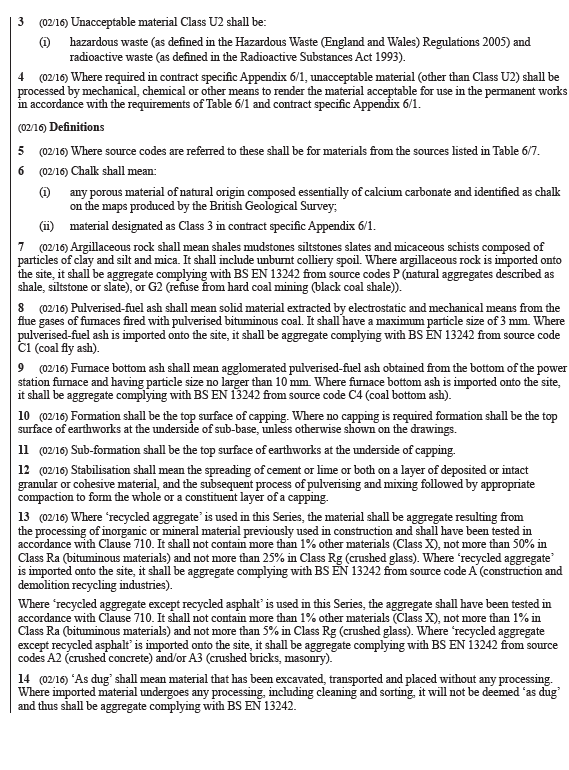 3 (02/16) Unacceptable material Class U2 shall be:
(i) hazardous waste (as defined in the Hazardous Waste (England and Wales) Regulations 2005) and
radioactive waste (as defined in the Radioactive Substances Act 1993).
4 (02/16) Where required in contract specific Appendix 6/1, unacceptable material (other than Class U2) shall be
processed by mechanical, chemical or other means to render the material acceptable for use in the permanent works
in accordance with the requirements of Table 6/1 and contract specific Appendix 6/1.
(02/16) Definitions
5 (02/16) Where source codes are referred to these shall be for materials from the sources listed in Table 6/7.
6 (02/16) Chalk shall mean:
(i) any porous material of natural origin composed essentially of calcium carbonate and identified as chalk
on the maps produced by the British Geological Survey;
(ii) material designated as Class 3 in contract specific Appendix 6/1.
7 (02/16) Argillaceous rock shall mean shales mudstones siltstones slates and micaceous schists composed of
particles of clay and silt and mica. It shall include unburnt colliery spoil. Where argillaceous rock is imported onto
the site, it shall be aggregate complying with BS EN 13242 from source codes P (natural aggregates described as
shale, siltstone or slate), or G2 (refuse from hard coal mining (black coal shale)).
8 (02/16) Pulverised-fuel ash shall mean solid material extracted by electrostatic and mechanical means from the
flue gases of furnaces fired with pulverised bituminous coal. It shall have a maximum particle size of 3 mm. Where
pulverised-fuel ash is imported onto the site, it shall be aggregate complying with BS EN 13242 from source code
C1 (coal fly ash).
9 (02/16) Furnace bottom ash shall mean agglomerated pulverised-fuel ash obtained from the bottom of the power
station furnace and having particle size no larger than 10 mm. Where furnace bottom ash is imported onto the site,
it shall be aggregate complying with BS EN 13242 from source code C4 (coal bottom ash).
10 (02/16) Formation shall be the top surface of capping. Where no capping is required formation shall be the top
surface of earthworks at the underside of sub-base, unless otherwise shown on the drawings.
11 (02/16) Sub-formation shall be the top surface of earthworks at the underside of capping.
12 (02/16) Stabilisation shall mean the spreading of cement or lime or both on a layer of deposited or intact
granular or cohesive material, and the subsequent process of pulverising and mixing followed by appropriate
compaction to form the whole or a constituent layer of a capping.
13 (02/16) Where ‘recycled aggregate’ is used in this Series, the material shall be aggregate resulting from
the processing of inorganic or mineral material previously used in construction and shall have been tested in
accordance with Clause 710. It shall not contain more than 1% other materials (Class X), not more than 50% in
Class Ra (bituminous materials) and not more than 25% in Class Rg (crushed glass). Where ‘recycled aggregate’
is imported onto the site, it shall be aggregate complying with BS EN 13242 from source code A (construction and
demolition recycling industries).
Where ‘recycled aggregate except recycled asphalt’ is used in this Series, the aggregate shall have been tested in
accordance with Clause 710. It shall not contain more than 1% other materials (Class X), not more than 1% in
Class Ra (bituminous materials) and not more than 5% in Class Rg (crushed glass). Where ‘recycled aggregate
except recycled asphalt’ is imported onto the site, it shall be aggregate complying with BS EN 13242 from source
codes A2 (crushed concrete) and/or A3 (crushed bricks, masonry).
14 (02/16) ‘As dug’ shall mean material that has been excavated, transported and placed without any processing.
Where imported material undergoes any processing, including cleaning and sorting, it will not be deemed ‘as dug’
and thus shall be aggregate complying with BS EN 13242.